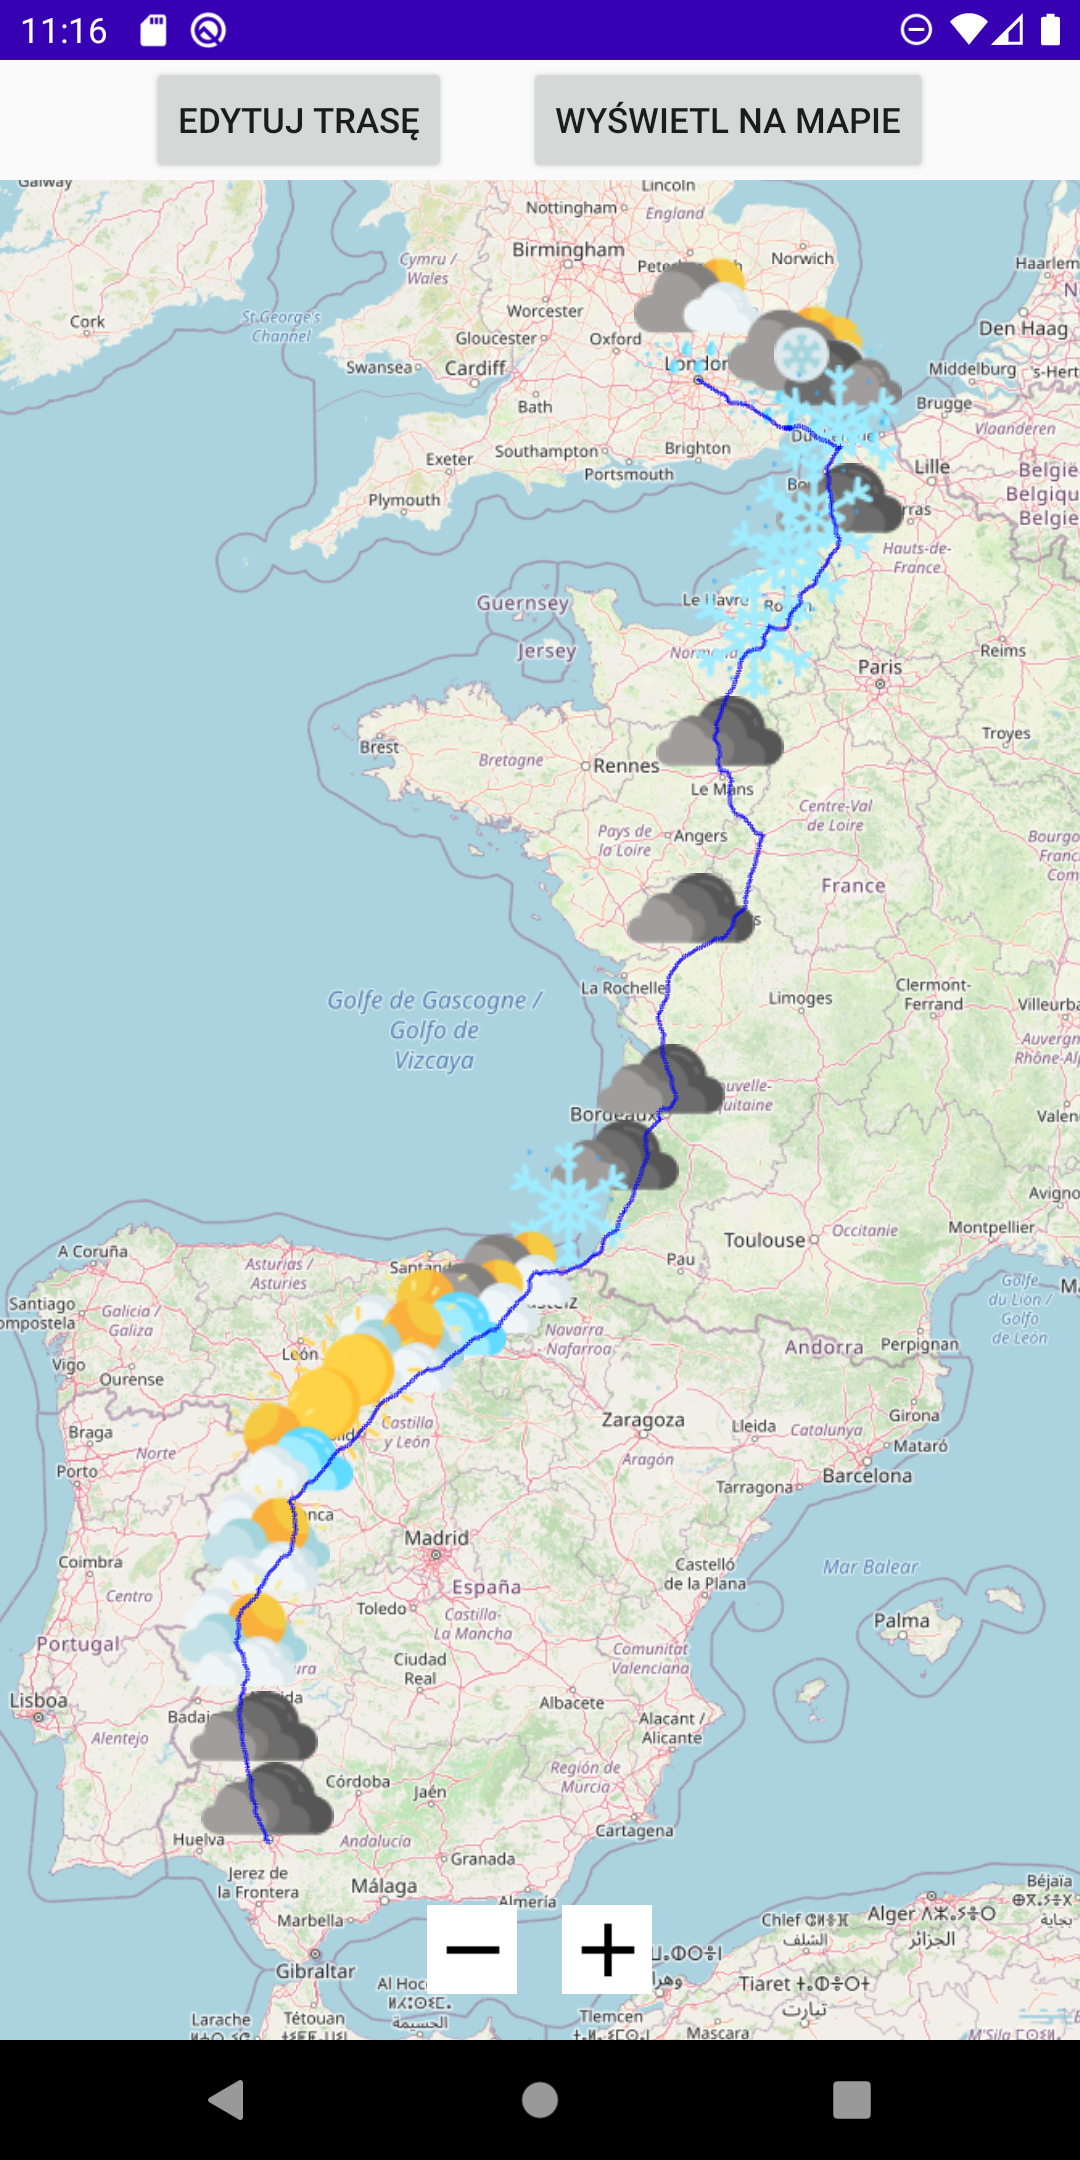 11:16
EDYTUJ TRASĘ
WYŚWIETL NA MAPIE
Galway
Lincoln
Nottingham
England
Birmingham
Norwich
Cymru /
Wales
Haarlem
Worcester
Cork
St George's
Channel
Gloucester
Oxford
Den Haag
Swansea
Cardiff
London
Middelburg
's-Hert
Bath
Brugge
Vlaanderen
Southampton
Brighton
Exeter
Portsmouth
Lille
België
Belgiqu
Belgie
Plymouth
Hauts-de-
France
Guernsey
Le Havre
Jersey
Reims
Paris
Brest
Bretagne
Rennes
Troyes
Le Mans
Centre-Val
de Loire
Pays de
la Loire
Angers
Bourgo
Franc
Com
France
La Rochelle
Limoges
Clermont-
Ferrand
Villeurba
Golfe de Gascogne /
Golfo de
Vizcaya
Auvergn
Rhône-Al
Bordeaux
Valen
Avigno
A Coruña
Asturias /
Asturies
Toulouse
Occitanie
Montpellier
Pau
Santiago
ompostela
Galicia /
Galiza
Golfe
du Lion /
Golf
de León
Navarra
Nafarroa
Andorra
Perpignan
León
Vigo
Ourense
Zaragoza
Lleida
Catalunya
Girona
Braga
Castilla
y León
Mataró
Norte
Aragón
Porto
Barcelona
Tarragona
Madrid
Coimbra
Castelló
de la Plana
Mar Balear
Centro
España
Toledo
Castilla-
La Mancha
Palma
Portugal
Comunitat
Valenciana
Ciudad
Real
Lisboa
Albacete
Alacant /
Alicante
Alentejo
Región de
Murcia
Córdoba
Jaén
Cartagena
Huelva
Andalucía
Granada
Jerez de
la Frontera
Málaga
Almería
Béjaïa
بجاية
Marbella
Chlef
الشلف
Alger
الجزائر
Gibraltar
Tiaret
تيارت
Al Hoc
الحسيمة
Larache
Tétouan
Tlemcen
Mascara
M'Sila